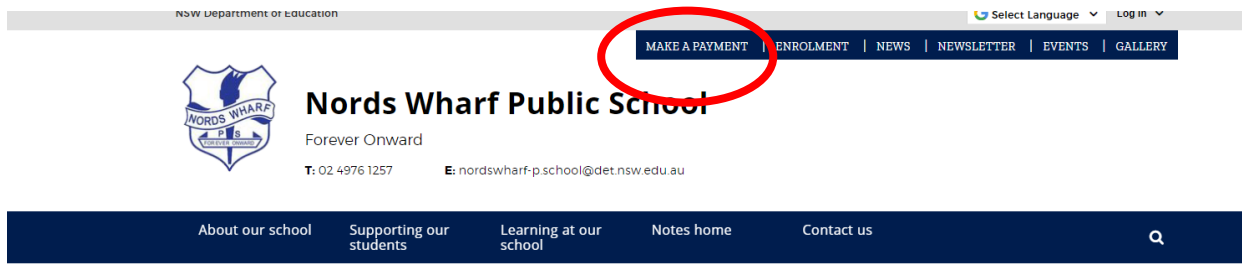 NSW Department of Education
Select Language
Log in
MAKE A PAYMENT | ENROLMENT | NEWS | NEWSLETTER | EVENTS | GALLERY
NORDS WHARF
P S
FOREVER ONWARD
Nords Wharf Public School
Forever Onward
T: 02 4976 1257 E: nordswharf-p.school@det.nsw.edu.au
About our school
Supporting our
students
Learning at our
school
Notes home
Contact us